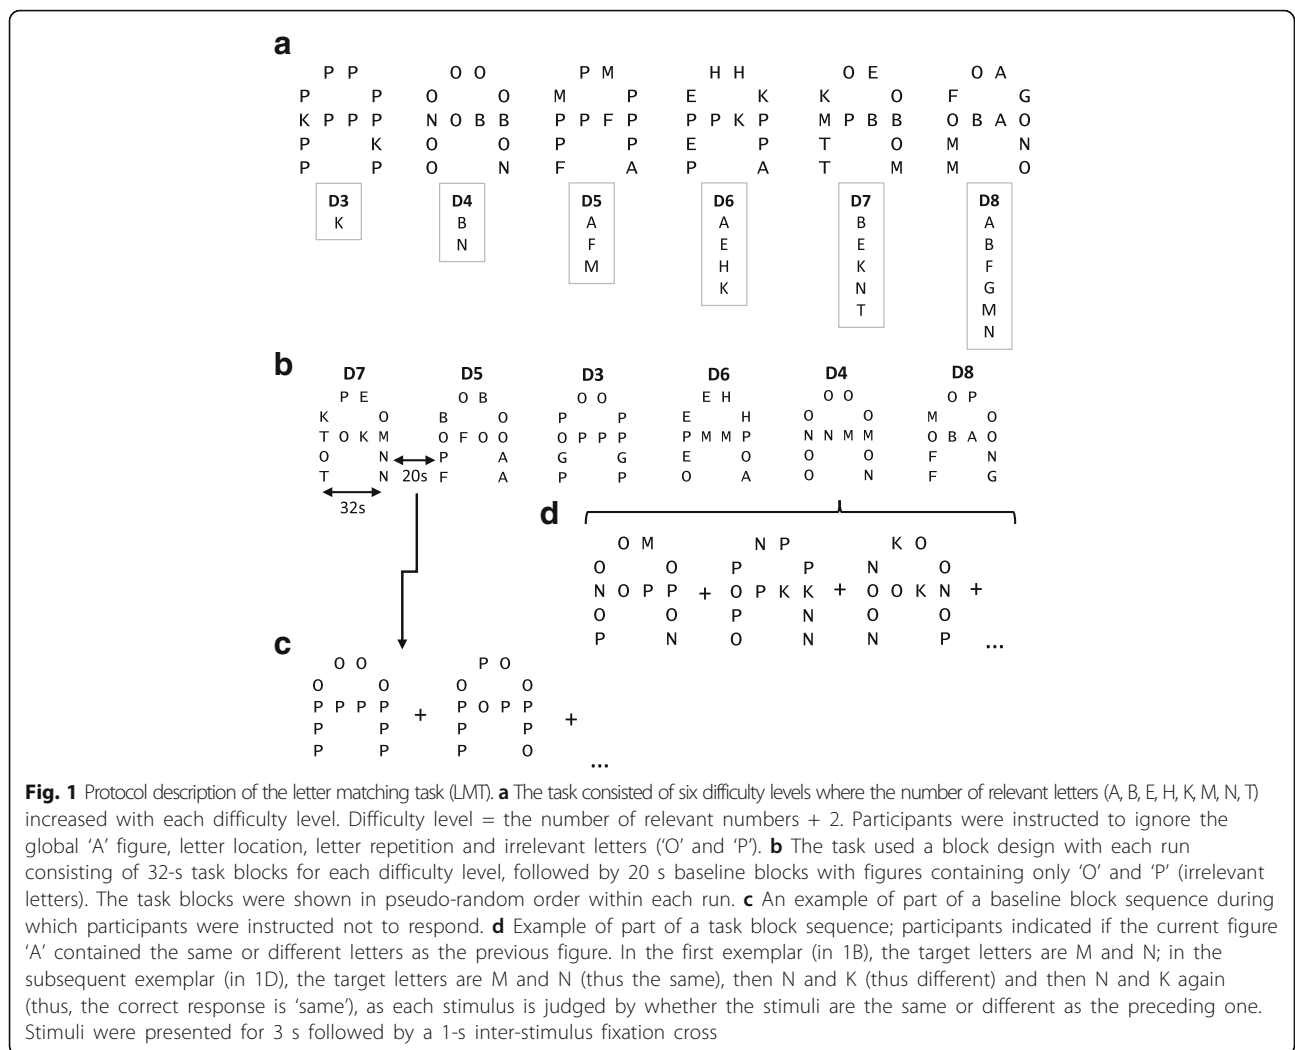 a
P P O O P M H H O E O A
P P O O M P E K K O F G
K P P P N O B B P P F P P P K P M P B B O B A O
P K O O P P E P T O M N
P P O N F A P A T M M O
D3 D4 D5 D6 D7 D8
K B A A B A
N F E E B
M H K F
K N G
T M
N
b
D7 D5 D3 D6 D4 D8
P E O B O O E H O O O P
K O B O P P E H O O M O
T O K M O F O O O P P P P M M P N N M M O B A O
O N P A G G E O O O F N
T N F A P P O A O N F G
20s
32s
d
O M N P K O
O O P P N O
N O P P + O P K K + O O K N +
O O P N O O
P N O N N P
...
c
O O P O
O O O O
P P P P + P O P P +
P P P P
P P P O
...
Fig. 1 Protocol description of the letter matching task (LMT). a The task consisted of six difficulty levels where the number of relevant letters (A, B, E, H, K, M, N, T)
increased with each difficulty level. Difficulty level = the number of relevant numbers + 2. Participants were instructed to ignore the
global ‘A’ figure, letter location, letter repetition and irrelevant letters (‘O’ and ‘P’). b The task used a block design with each run
consisting of 32-s task blocks for each difficulty level, followed by 20 s baseline blocks with figures containing only ‘O’ and ‘P’ (irrelevant
letters). The task blocks were shown in pseudo-random order within each run. c An example of part of a baseline block sequence during
which participants were instructed not to respond. d Example of part of a task block sequence; participants indicated if the current figure
‘A’ contained the same or different letters as the previous figure. In the first exemplar (in 1B), the target letters are M and N; in the
subsequent exemplar (in 1D), the target letters are M and N (thus the same), then N and K (thus different) and then N and K again
(thus, the correct response is ‘same’), as each stimulus is judged by whether the stimuli are the same or different as the preceding one.
Stimuli were presented for 3 s followed by a 1-s inter-stimulus fixation cross